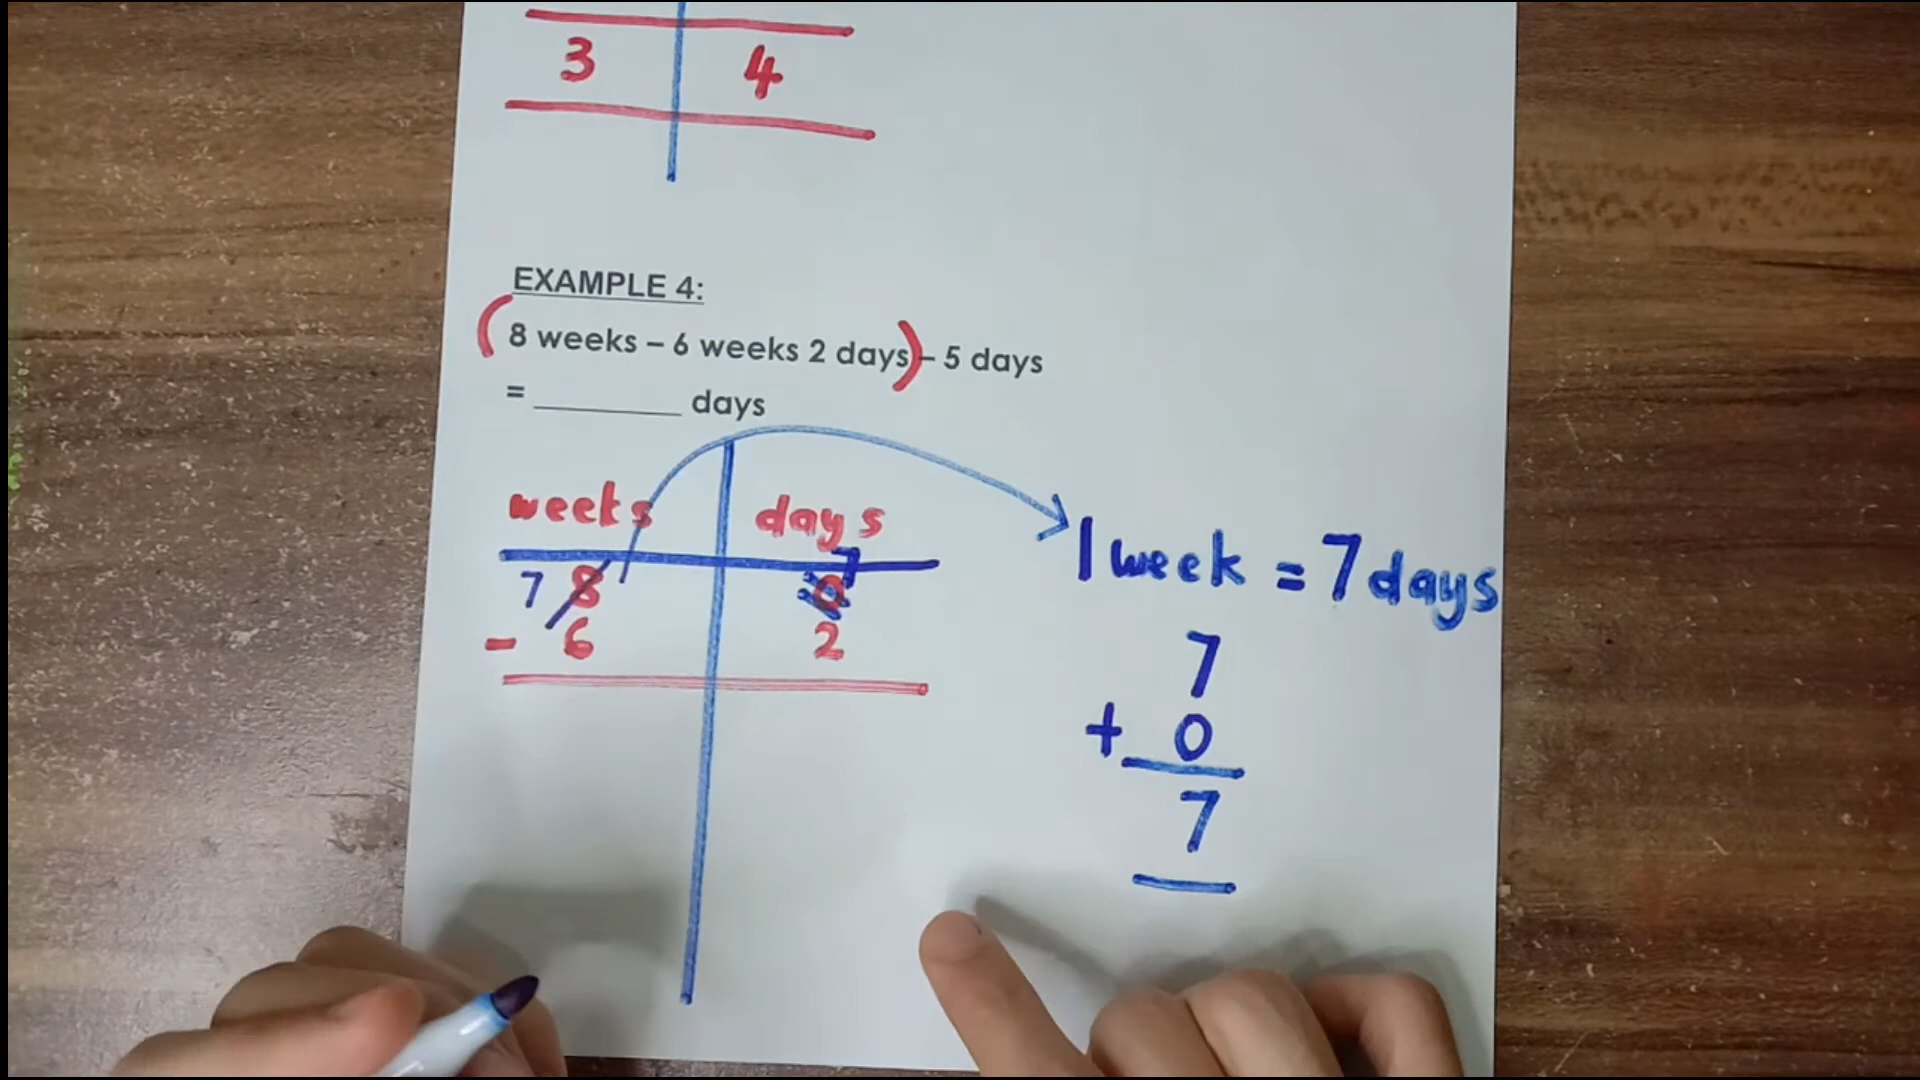 3 4
EXAMPLE 4:
(8 weeks – 6 weeks 2 days) – 5 days
= ________ days
weeks days
7 8 0 7
- 6 2
1 week = 7 days
7
+ 0
7